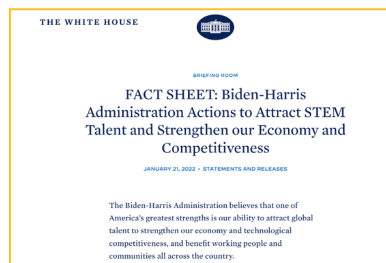 THE WHITE HOUSE
BRIEFING ROOM
FACT SHEET: Biden-Harris
Administration Actions to Attract STEM
Talent and Strengthen our Economy and
Competitiveness
JANUARY 21, 2022 • STATEMENTS AND RELEASES
The Biden-Harris Administration believes that one of
America's greatest strengths is our ability to attract global
talent to strengthen our economy and technological
competitiveness, and benefit working people and
communities all across the country.